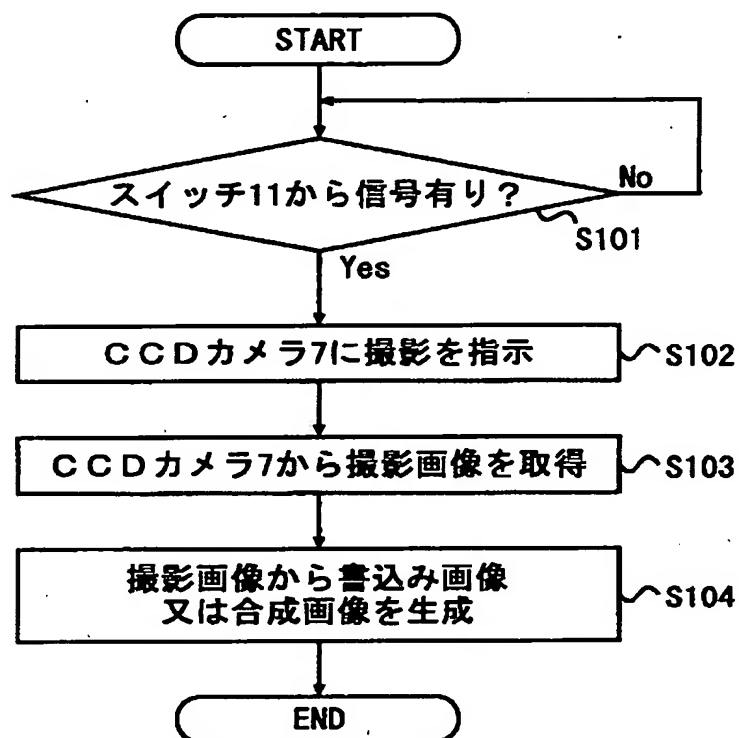 START
スイッチ11から信号有り？
No
S101
Yes
ＣＣＤカメラ7に撮影を指示
S102
ＣＣＤカメラ7から撮影画像を取得
S103
撮影画像から書込み画像
又は合成画像を生成
S104
END